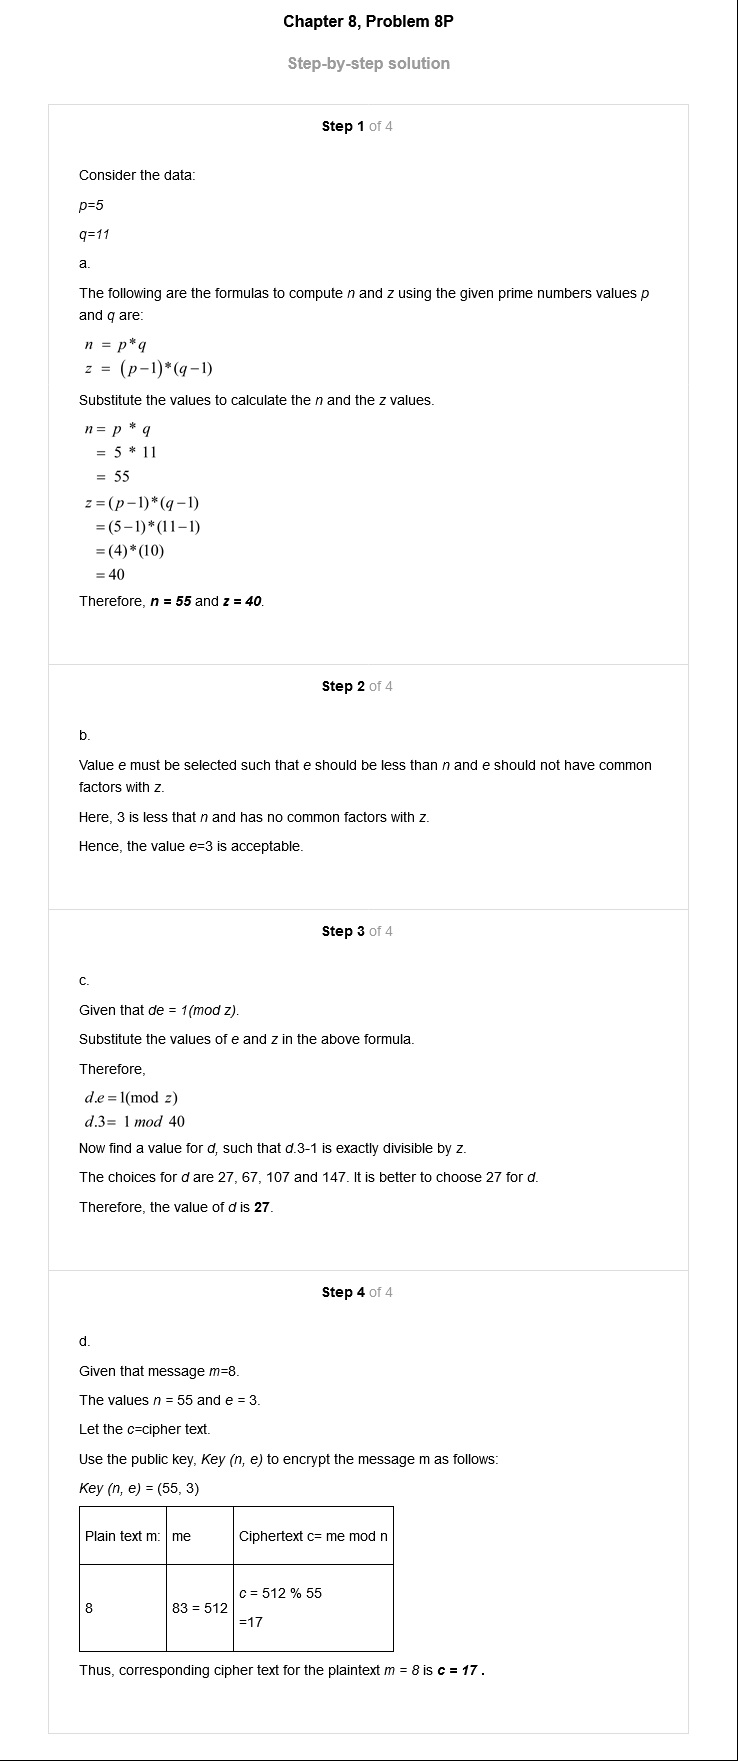 Chapter 8, Problem 8P
Step-by-step solution
Step 1 of 4
Consider the data:
p=5
q=11
a.
The following are the formulas to compute n and z using the given prime numbers values p
and q are:
n = p*q
z = (p−1)*(q−1)
Substitute the values to calculate the n and the z values.
n = p * q
= 5 * 11
= 55
z = (p−1)*(q−1)
= (5−1)*(11−1)
= (4)*(10)
= 40
Therefore, n = 55 and z = 40.
Step 2 of 4
b.
Value e must be selected such that e should be less than n and e should not have common
factors with z.
Here, 3 is less that n and has no common factors with z.
Hence, the value e=3 is acceptable.
Step 3 of 4
c.
Given that de = 1(mod z).
Substitute the values of e and z in the above formula.
Therefore,
d.e = 1(mod z)
d.3= 1 mod 40
Now find a value for d, such that d.3-1 is exactly divisible by z.
The choices for d are 27, 67, 107 and 147. It is better to choose 27 for d.
Therefore, the value of d is 27.
Step 4 of 4
d.
Given that message m=8.
The values n = 55 and e = 3.
Let the c=cipher text.
Use the public key, Key (n, e) to encrypt the message m as follows:
Key (n, e) = (55, 3)
Plain text m: me Ciphertext c= me mod n
8 83 = 512 c = 512 % 55
=17
Thus, corresponding cipher text for the plaintext m = 8 is c = 17 .